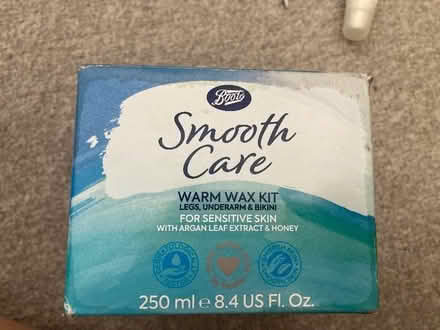 Boots
Smooth
Care
WARM WAX KIT
LEGS, UNDERARM & BIKINI
FOR SENSITIVE SKIN
WITH ARGAN LEAF EXTRACT & HONEY
250 ml e 8.4 US Fl. Oz.